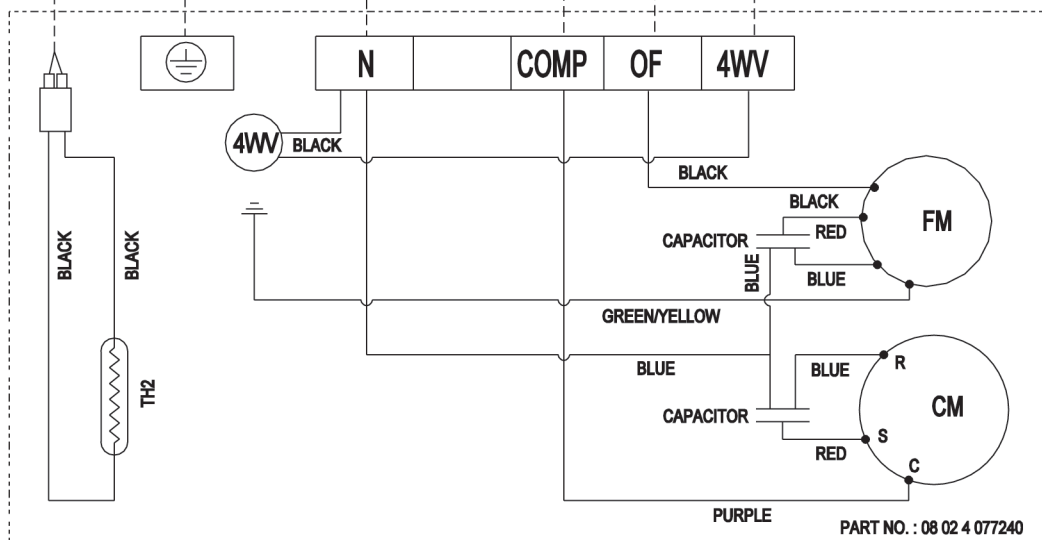 N COMP OF 4WV
4WV
BLACK
BLACK
BLACK
RED
FM
CAPACITOR
BLUE
BLUE
BLACK
BLACK
GREEN/YELLOW
BLUE
BLUE
R
TH2
CM
CAPACITOR
S
RED
C
PURPLE
PART NO. : 08 02 4 077240